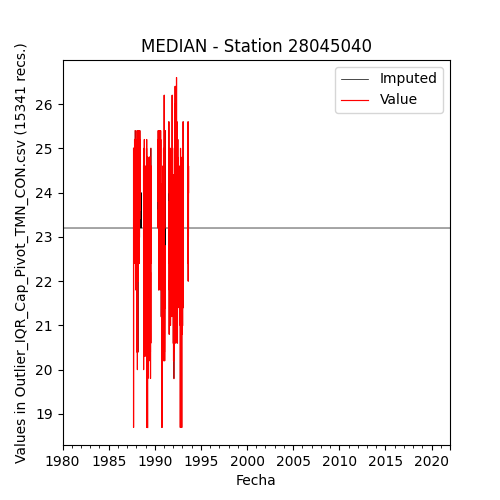 MEDIAN - Station 28045040
Values in Outlier_IQR_Cap_Pivot_TMN_CON.csv (15341 recs.)
Imputed
Value
26
25
24
23
22
21
20
19
1980 1985 1990 1995 2000 2005 2010 2015 2020
Fecha